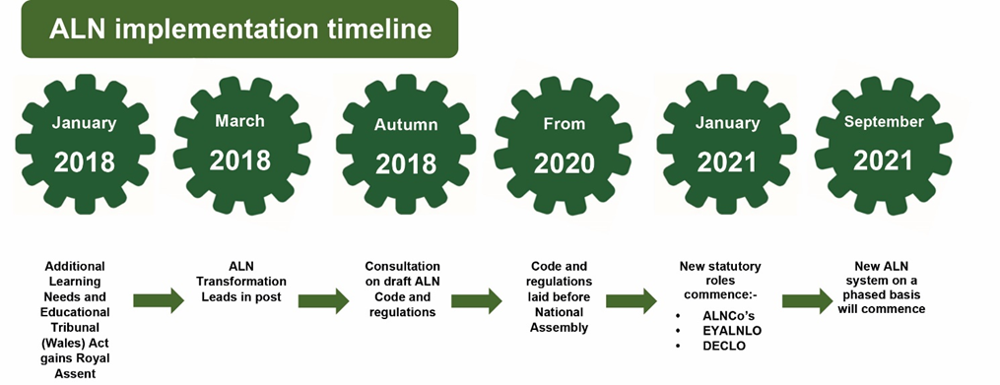 ALN implementation timeline
January
2018
March
2018
Autumn
2018
From
2020
January
2021
September
2021
Additional
Learning
Needs and
Educational
Tribunal
(Wales) Act
gains Royal
Assent
ALN
Transformation
Leads in post
Consultation
on draft ALN
Code and
regulations
Code and
regulations
laid before
National
Assembly
New statutory
roles
commence:-
• ALNCo's
• EYALNLO
• DECLO
New ALN
system on a
phased basis
will commence